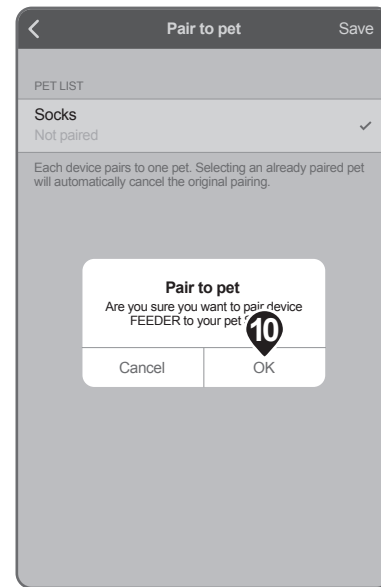 Pair to pet Save
PET LIST
Socks
Not paired
Each device pairs to one pet. Selecting an already paired pet
will automatically cancel the original pairing.
Pair to pet
Are you sure you want to pair device
FEEDER to your pet
10
Cancel OK